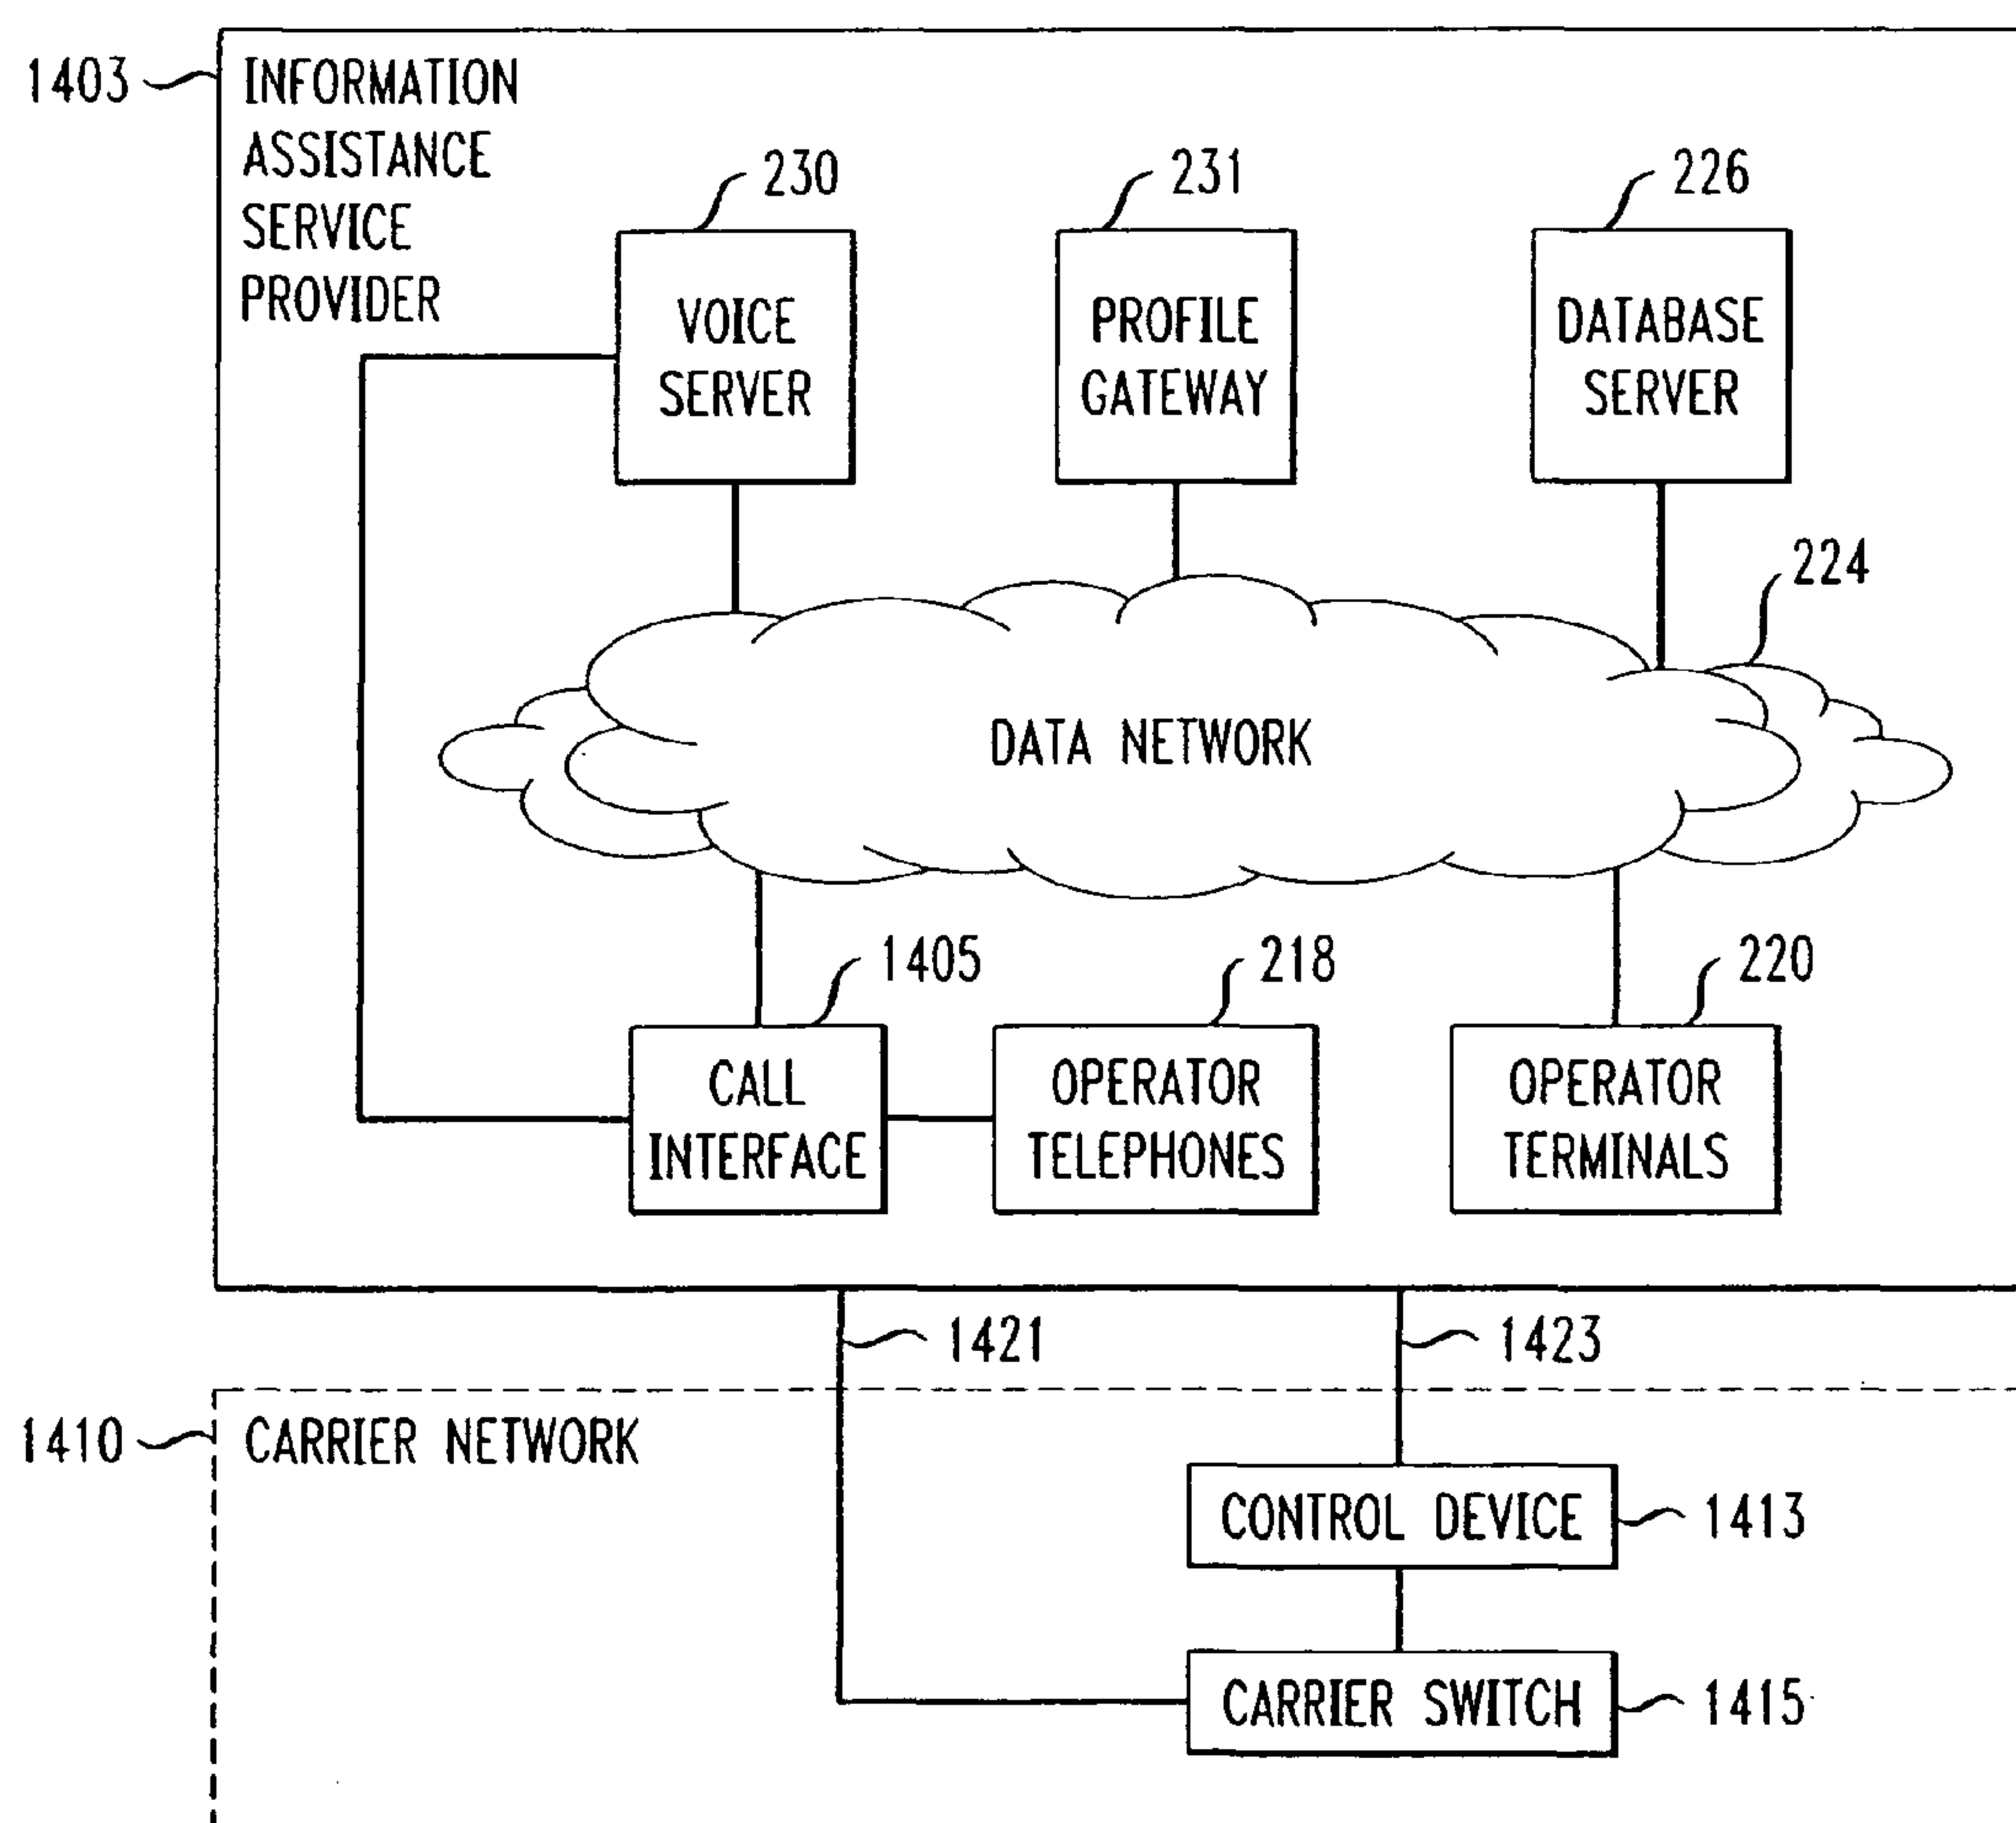 1403
INFORMATION
ASSISTANCE
SERVICE
PROVIDER
230
231
226
VOICE
SERVER
PROFILE
GATEWAY
DATABASE
SERVER
224
DATA NETWORK
1405
218
220
CALL
INTERFACE
OPERATOR
TELEPHONES
OPERATOR
TERMINALS
1421
1423
1410
CARRIER NETWORK
CONTROL DEVICE
1413
CARRIER SWITCH
1415